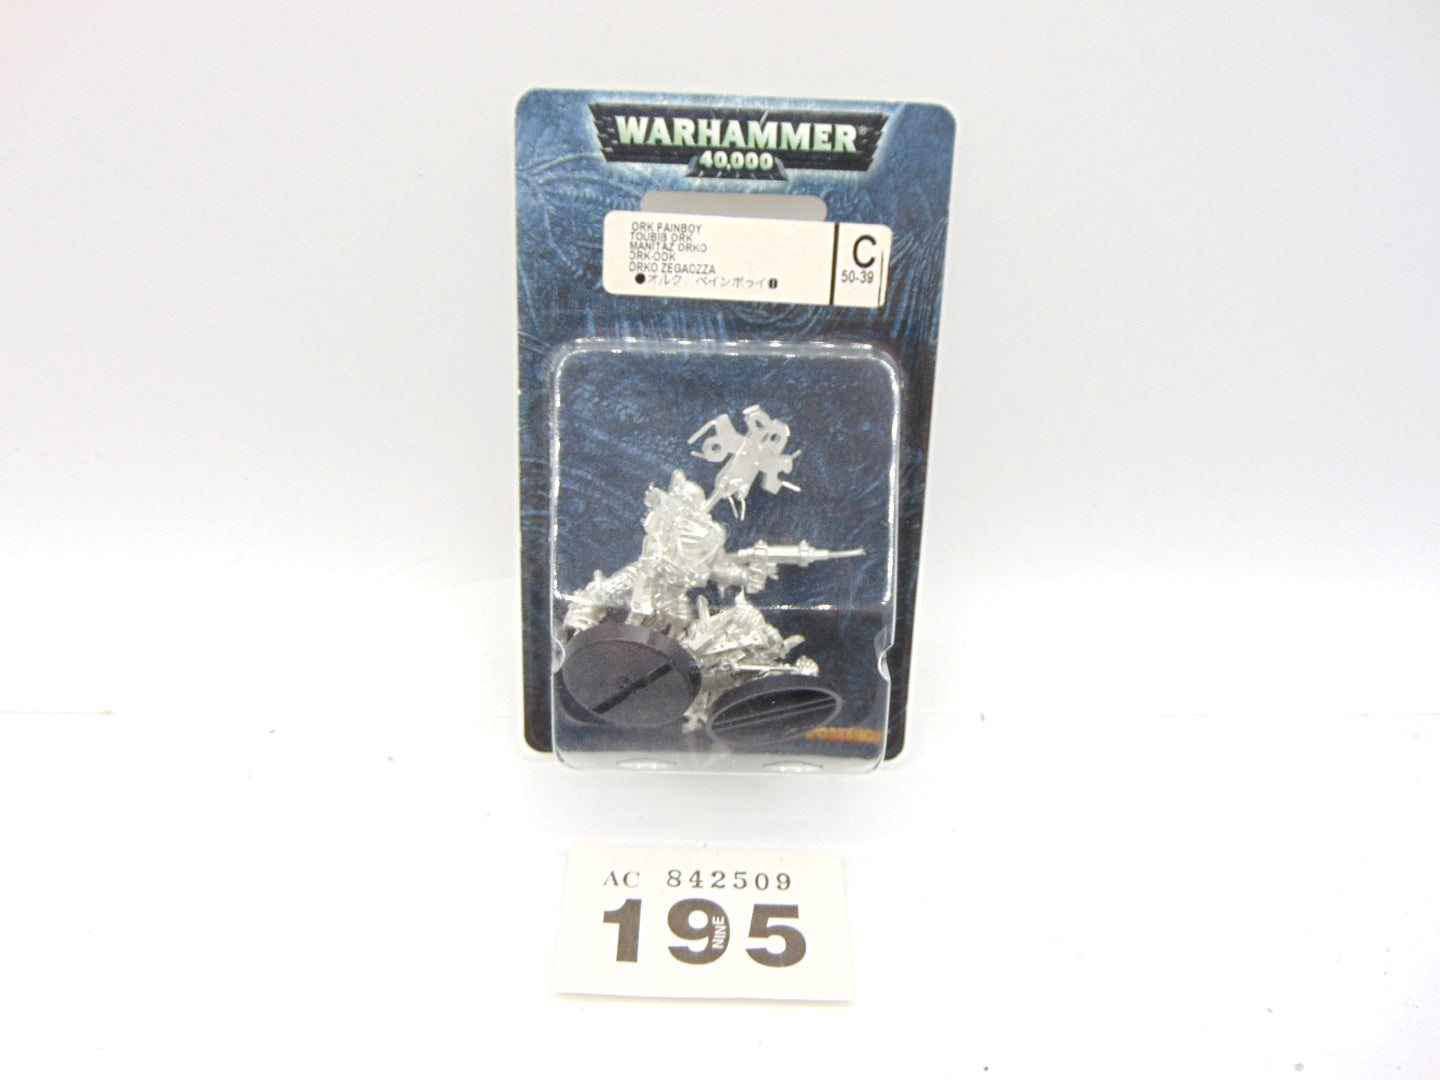 WARHAMMER®
40,000
ORK PAINBOY
TOUBIB ORK
MANITAZ ORKO
ORK-DOK
ORKO ZEGAOZZA
●オルク ペインボゥイ
C
50-39
WORKSHOP
AC 842509
195
NINE